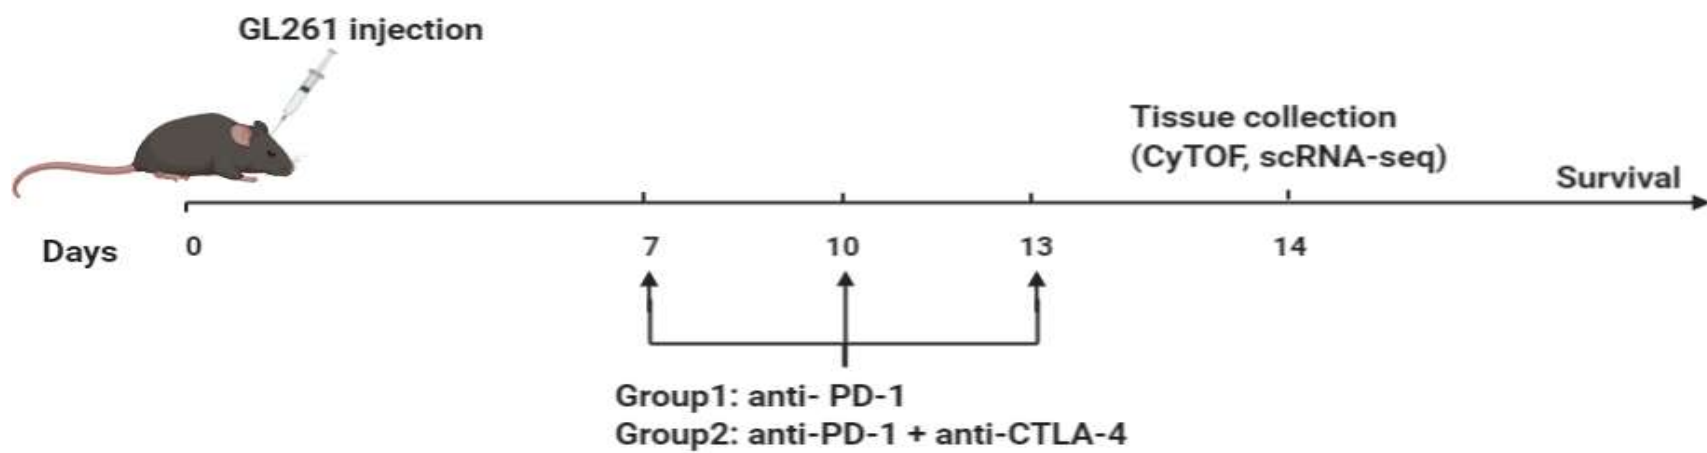 GL261 injection
Tissue collection
(CyTOF, scRNA-seq)
Survival
Days 0 7 10 13 14
Group1: anti- PD-1
Group2: anti-PD-1 + anti-CTLA-4